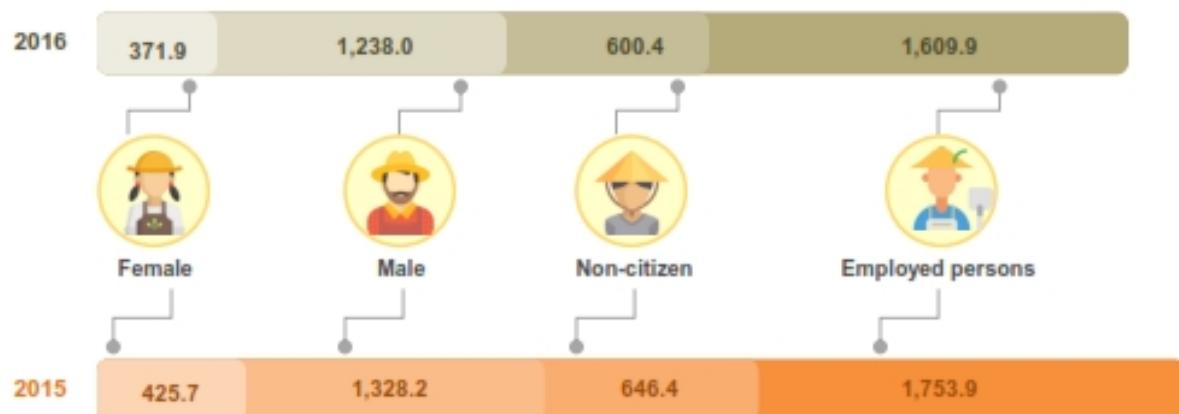 2016 371.9 1,238.0 600.4 1,609.9
Female Male Non-citizen Employed persons
2015 425.7 1,328.2 646.4 1,753.9